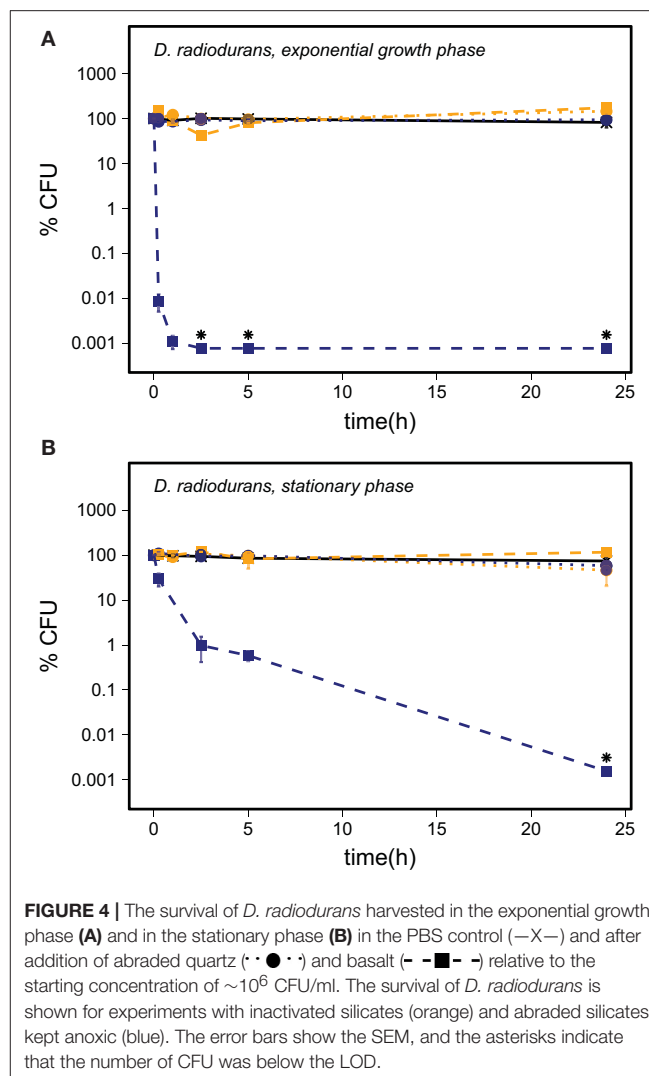 A
D. radiodurans, exponential growth phase
1000
100
10
1
0.1
0.01
0.001
% CFU
* * *
0 5 10 15 20 25
time(h)
B
D. radiodurans, stationary phase
1000
100
10
1
0.1
0.01
0.001
% CFU
*
0 5 10 15 20 25
time(h)
FIGURE 4 | The survival of D. radiodurans harvested in the exponential growth
phase (A) and in the stationary phase (B) in the PBS control (—X—) and after
addition of abraded quartz (· · ● · ·) and basalt (– – ■ – –) relative to the
starting concentration of ∼10⁶ CFU/ml. The survival of D. radiodurans is
shown for experiments with inactivated silicates (orange) and abraded silicates
kept anoxic (blue). The error bars show the SEM, and the asterisks indicate
that the number of CFU was below the LOD.